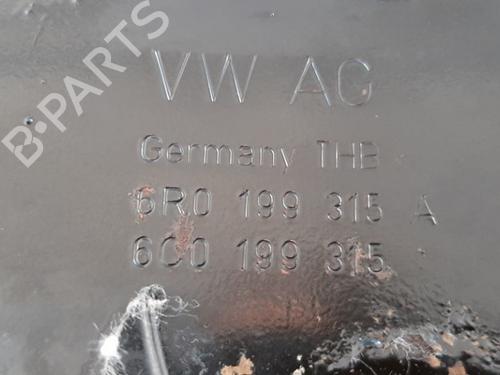 B-PARTS
VW AG
Germany THB
6R0 199 315 A
6C0 199 315